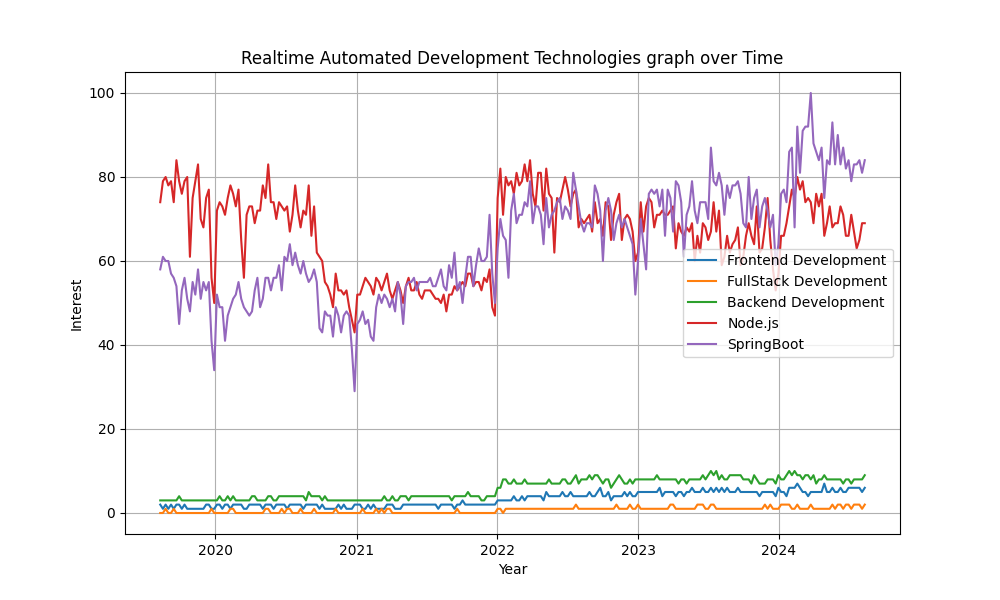 Realtime Automated Development Technologies graph over Time
100
80
60
40
20
0
Interest
2020
2021
2022
2023
2024
Year
Frontend Development
FullStack Development
Backend Development
Node.js
SpringBoot